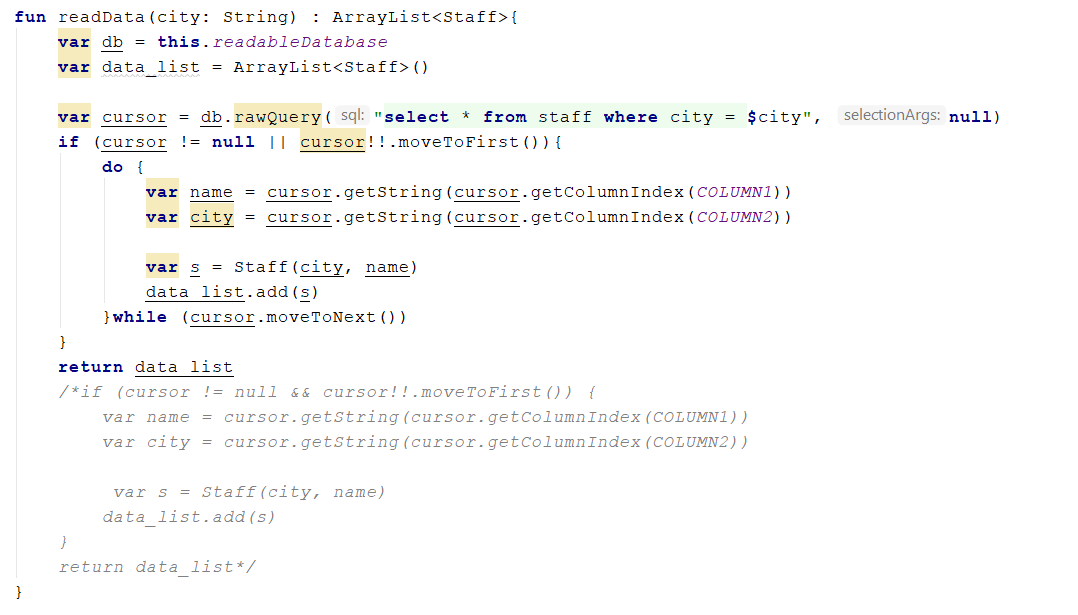 fun readData(city: String) : ArrayList<Staff>{
    var db = this.readableDatabase
    var data_list = ArrayList<Staff>()

    var cursor = db.rawQuery( sql: "select * from staff where city = $city", selectionArgs: null)
    if (cursor != null || cursor!!.moveToFirst()){
        do {
            var name = cursor.getString(cursor.getColumnIndex(COLUMN1))
            var city = cursor.getString(cursor.getColumnIndex(COLUMN2))

            var s = Staff(city, name)
            data_list.add(s)
        }while (cursor.moveToNext())
    }
    return data_list
    /*if (cursor != null && cursor!!.moveToFirst()) {
        var name = cursor.getString(cursor.getColumnIndex(COLUMN1))
        var city = cursor.getString(cursor.getColumnIndex(COLUMN2))

         var s = Staff(city, name)
        data_list.add(s)
    }
    return data_list*/
}